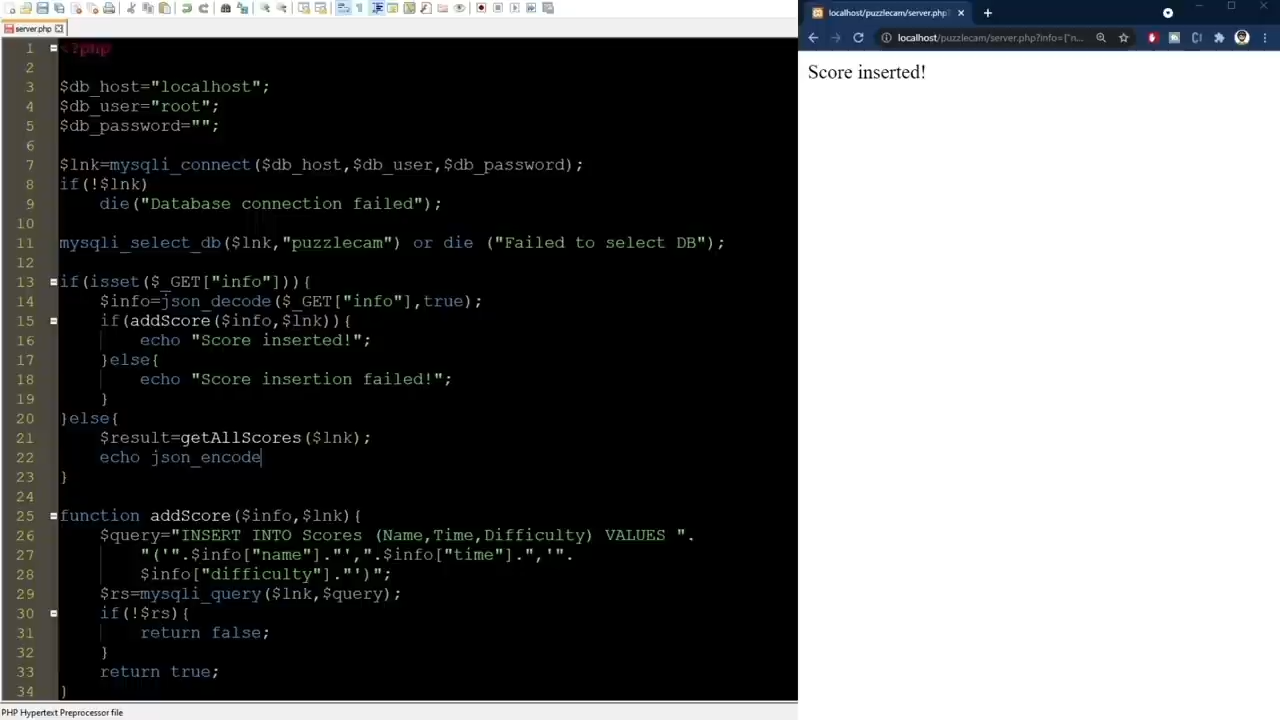 server.php
1 <?php
2
3 $db_host="localhost";
4 $db_user="root";
5 $db_password="";
6
7 $lnk=mysqli_connect($db_host,$db_user,$db_password);
8 if(!$lnk)
9 die("Database connection failed");
10
11 mysqli_select_db($lnk,"puzzlecam") or die ("Failed to select DB");
12
13 if(isset($_GET["info"])){
14 $info=json_decode($_GET["info"],true);
15 if(addScore($info,$lnk)){
16 echo "Score inserted!";
17 }else{
18 echo "Score insertion failed!";
19 }
20 }else{
21 $result=getAllScores($lnk);
22 echo json_encode
23 }
24
25 function addScore($info,$lnk){
26 $query="INSERT INTO Scores (Name,Time,Difficulty) VALUES ".
27 "('".$info["name"]."',".$info["time"].",'".
28 $info["difficulty"]."')";
29 $rs=mysqli_query($lnk,$query);
30 if(!$rs){
31 return false;
32 }
33 return true;
34 }
PHP Hypertext Preprocessor file
localhost/puzzlecam/server.php?
localhost/puzzlecam/server.php?info={"n...
Score inserted!